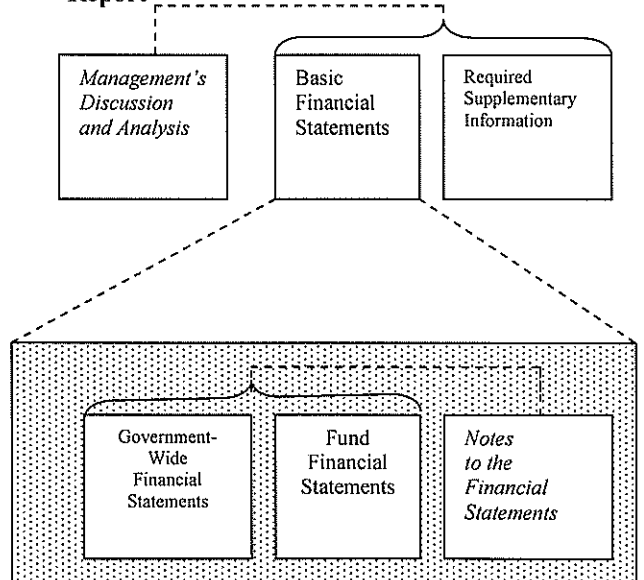 Report
Management's
Discussion
and Analysis
Basic
Financial
Statements
Required
Supplementary
Information
Government-
Wide
Financial
Statements
Fund
Financial
Statements
Notes
to the
Financial
Statements